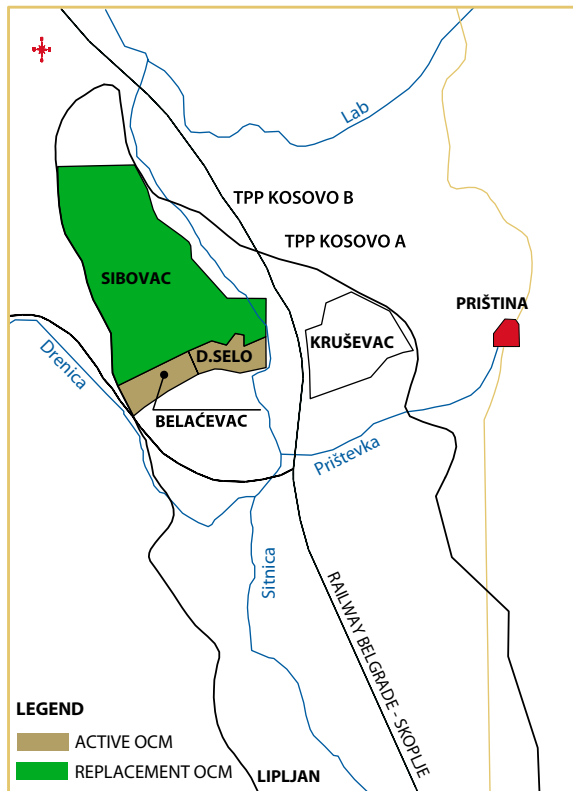 Lab
TPP KOSOVO B
TPP KOSOVO A
SIBOVAC
PRIŠTINA
KRUŠEVAC
D.SELO
Drenica
BELAĆEVAC
Prištevka
Sitnica
RAILWAY BELGRADE - SKOPLJE
LEGEND
ACTIVE OCM
REPLACEMENT OCM
LIPLJAN